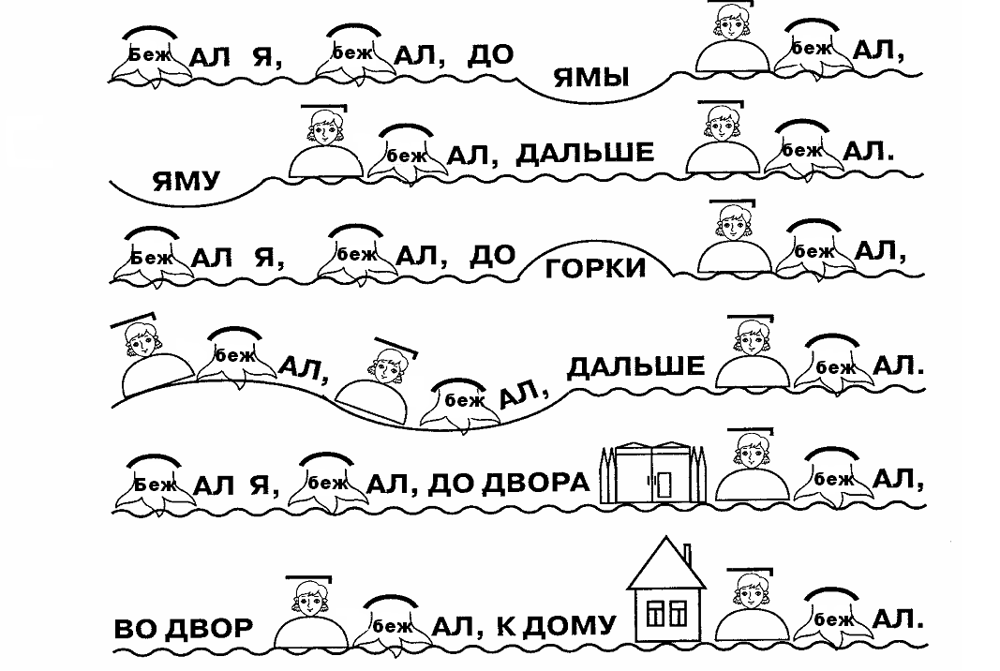 Беж АЛ Я, беж АЛ, ДО ЯМЫ беж АЛ,
ЯМУ беж АЛ, ДАЛЬШЕ беж АЛ.
Беж АЛ Я, беж АЛ, ДО ГОРКИ беж АЛ,
беж АЛ, беж АЛ, ДАЛЬШЕ беж АЛ.
Беж АЛ Я, беж АЛ, ДО ДВОРА беж АЛ,
ВО ДВОР беж АЛ, К ДОМУ беж АЛ.